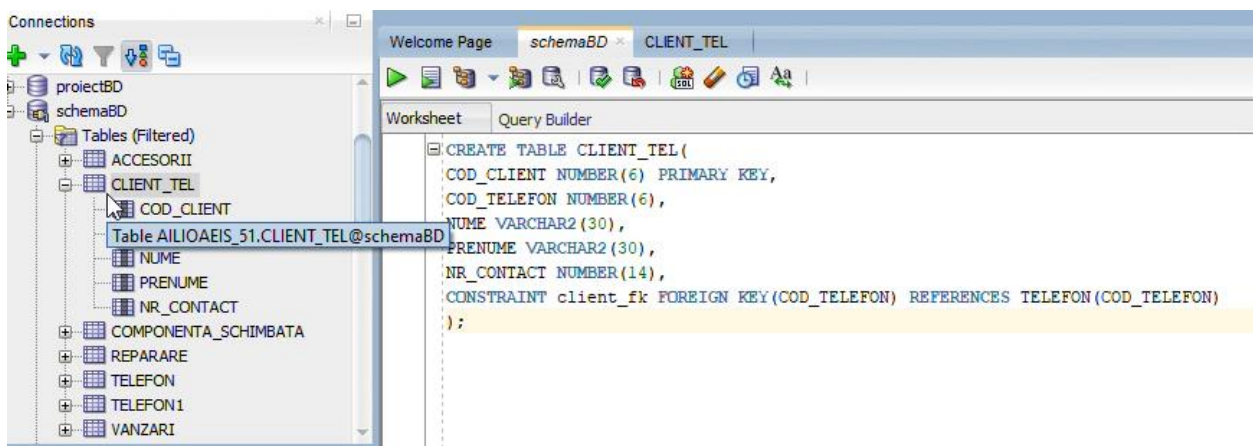 Connections
proiectBD
schemaBD
Tables (Filtered)
ACCESORII
CLIENT_TEL
COD_CLIENT
Table AILIOAEIS_51.CLIENT_TEL@schemaBD
NUME
PRENUME
NR_CONTACT
COMPONENTA_SCHIMBATA
REPARARE
TELEFON
TELEFON1
VANZARI
Welcome Page schemaBD CLIENT_TEL
Worksheet Query Builder
CREATE TABLE CLIENT_TEL(
COD_CLIENT NUMBER(6) PRIMARY KEY,
COD_TELEFON NUMBER(6),
NUME VARCHAR2(30),
PRENUME VARCHAR2(30),
NR_CONTACT NUMBER(14),
CONSTRAINT client_fk FOREIGN KEY(COD_TELEFON) REFERENCES TELEFON(COD_TELEFON)
);